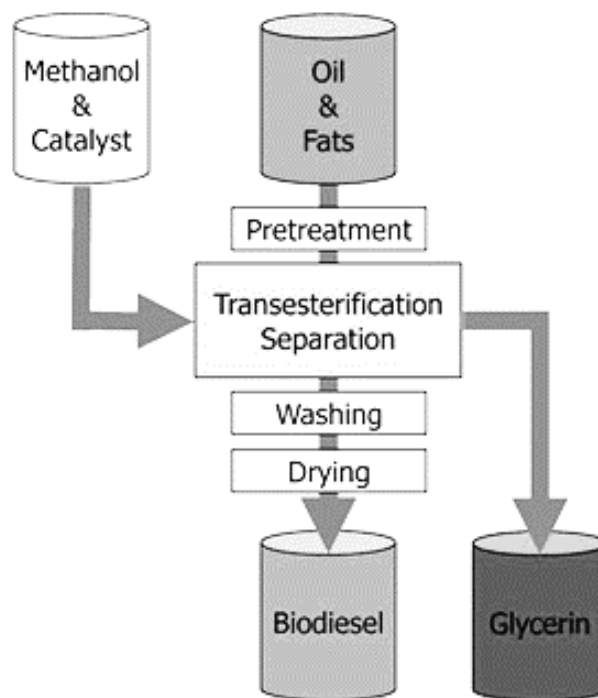 Methanol
&
Catalyst
Oil
&
Fats
Pretreatment
Transesterification
Separation
Washing
Drying
Biodiesel
Glycerin